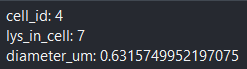 cell_id: 4
lys_in_cell: 7
diameter_um: 0.6315749952197075